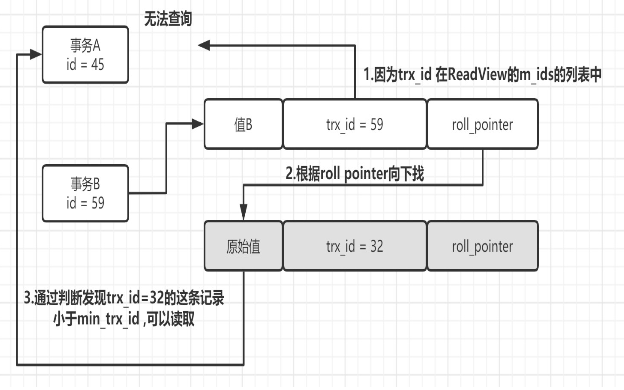 无法查询
事务A
id = 45
1.因为trx_id 在ReadView的m_ids的列表中
值B
trx_id = 59
roll_pointer
2.根据roll pointer向下找
事务B
id = 59
原始值
trx_id = 32
roll_pointer
3.通过判断发现trx_id=32的这条记录
小于min_trx_id ,可以读取